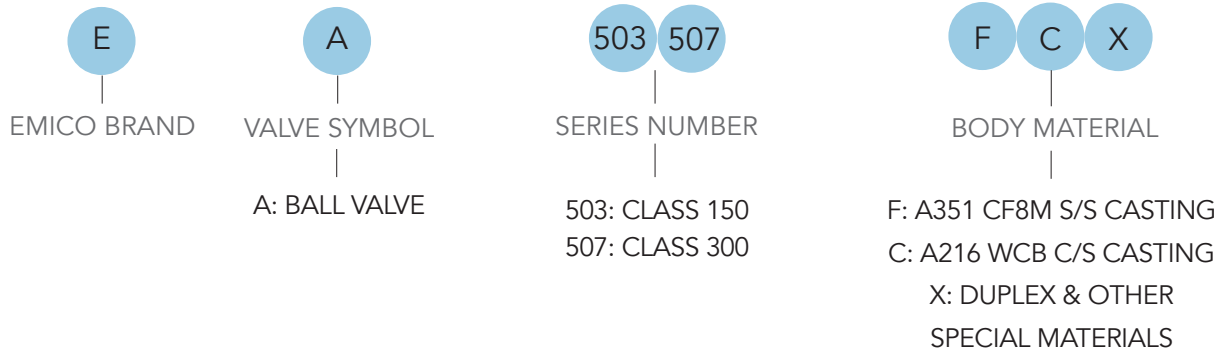 E A 503 507 F C X
EMICO BRAND VALVE SYMBOL SERIES NUMBER BODY MATERIAL
A: BALL VALVE
503: CLASS 150
507: CLASS 300
F: A351 CF8M S/S CASTING
C: A216 WCB C/S CASTING
X: DUPLEX & OTHER
SPECIAL MATERIALS